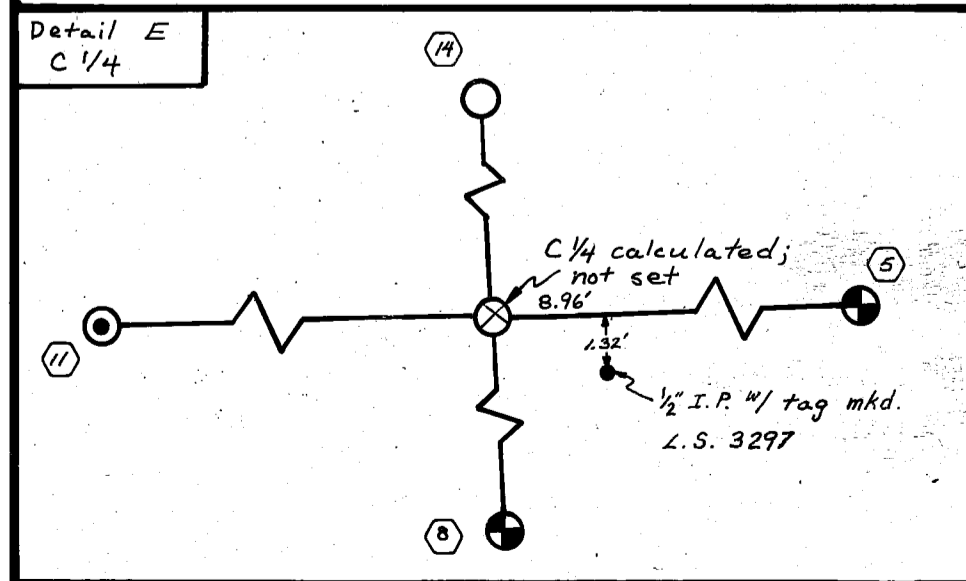 Detail E
C 1/4
14
C 1/4 calculated;
not set
8.96'
5
11
1.32'
1/2" I.P. w/ tag mkd.
L.S. 3297
8